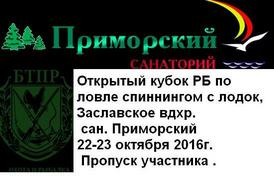 Приморский
САНАТОРИЙ
БТПР
Открытый кубок РБ по
ловле спиннингом с лодок,
Заславское вдхр.
сан. Приморский
22-23 октября 2016г.
Пропуск участника .